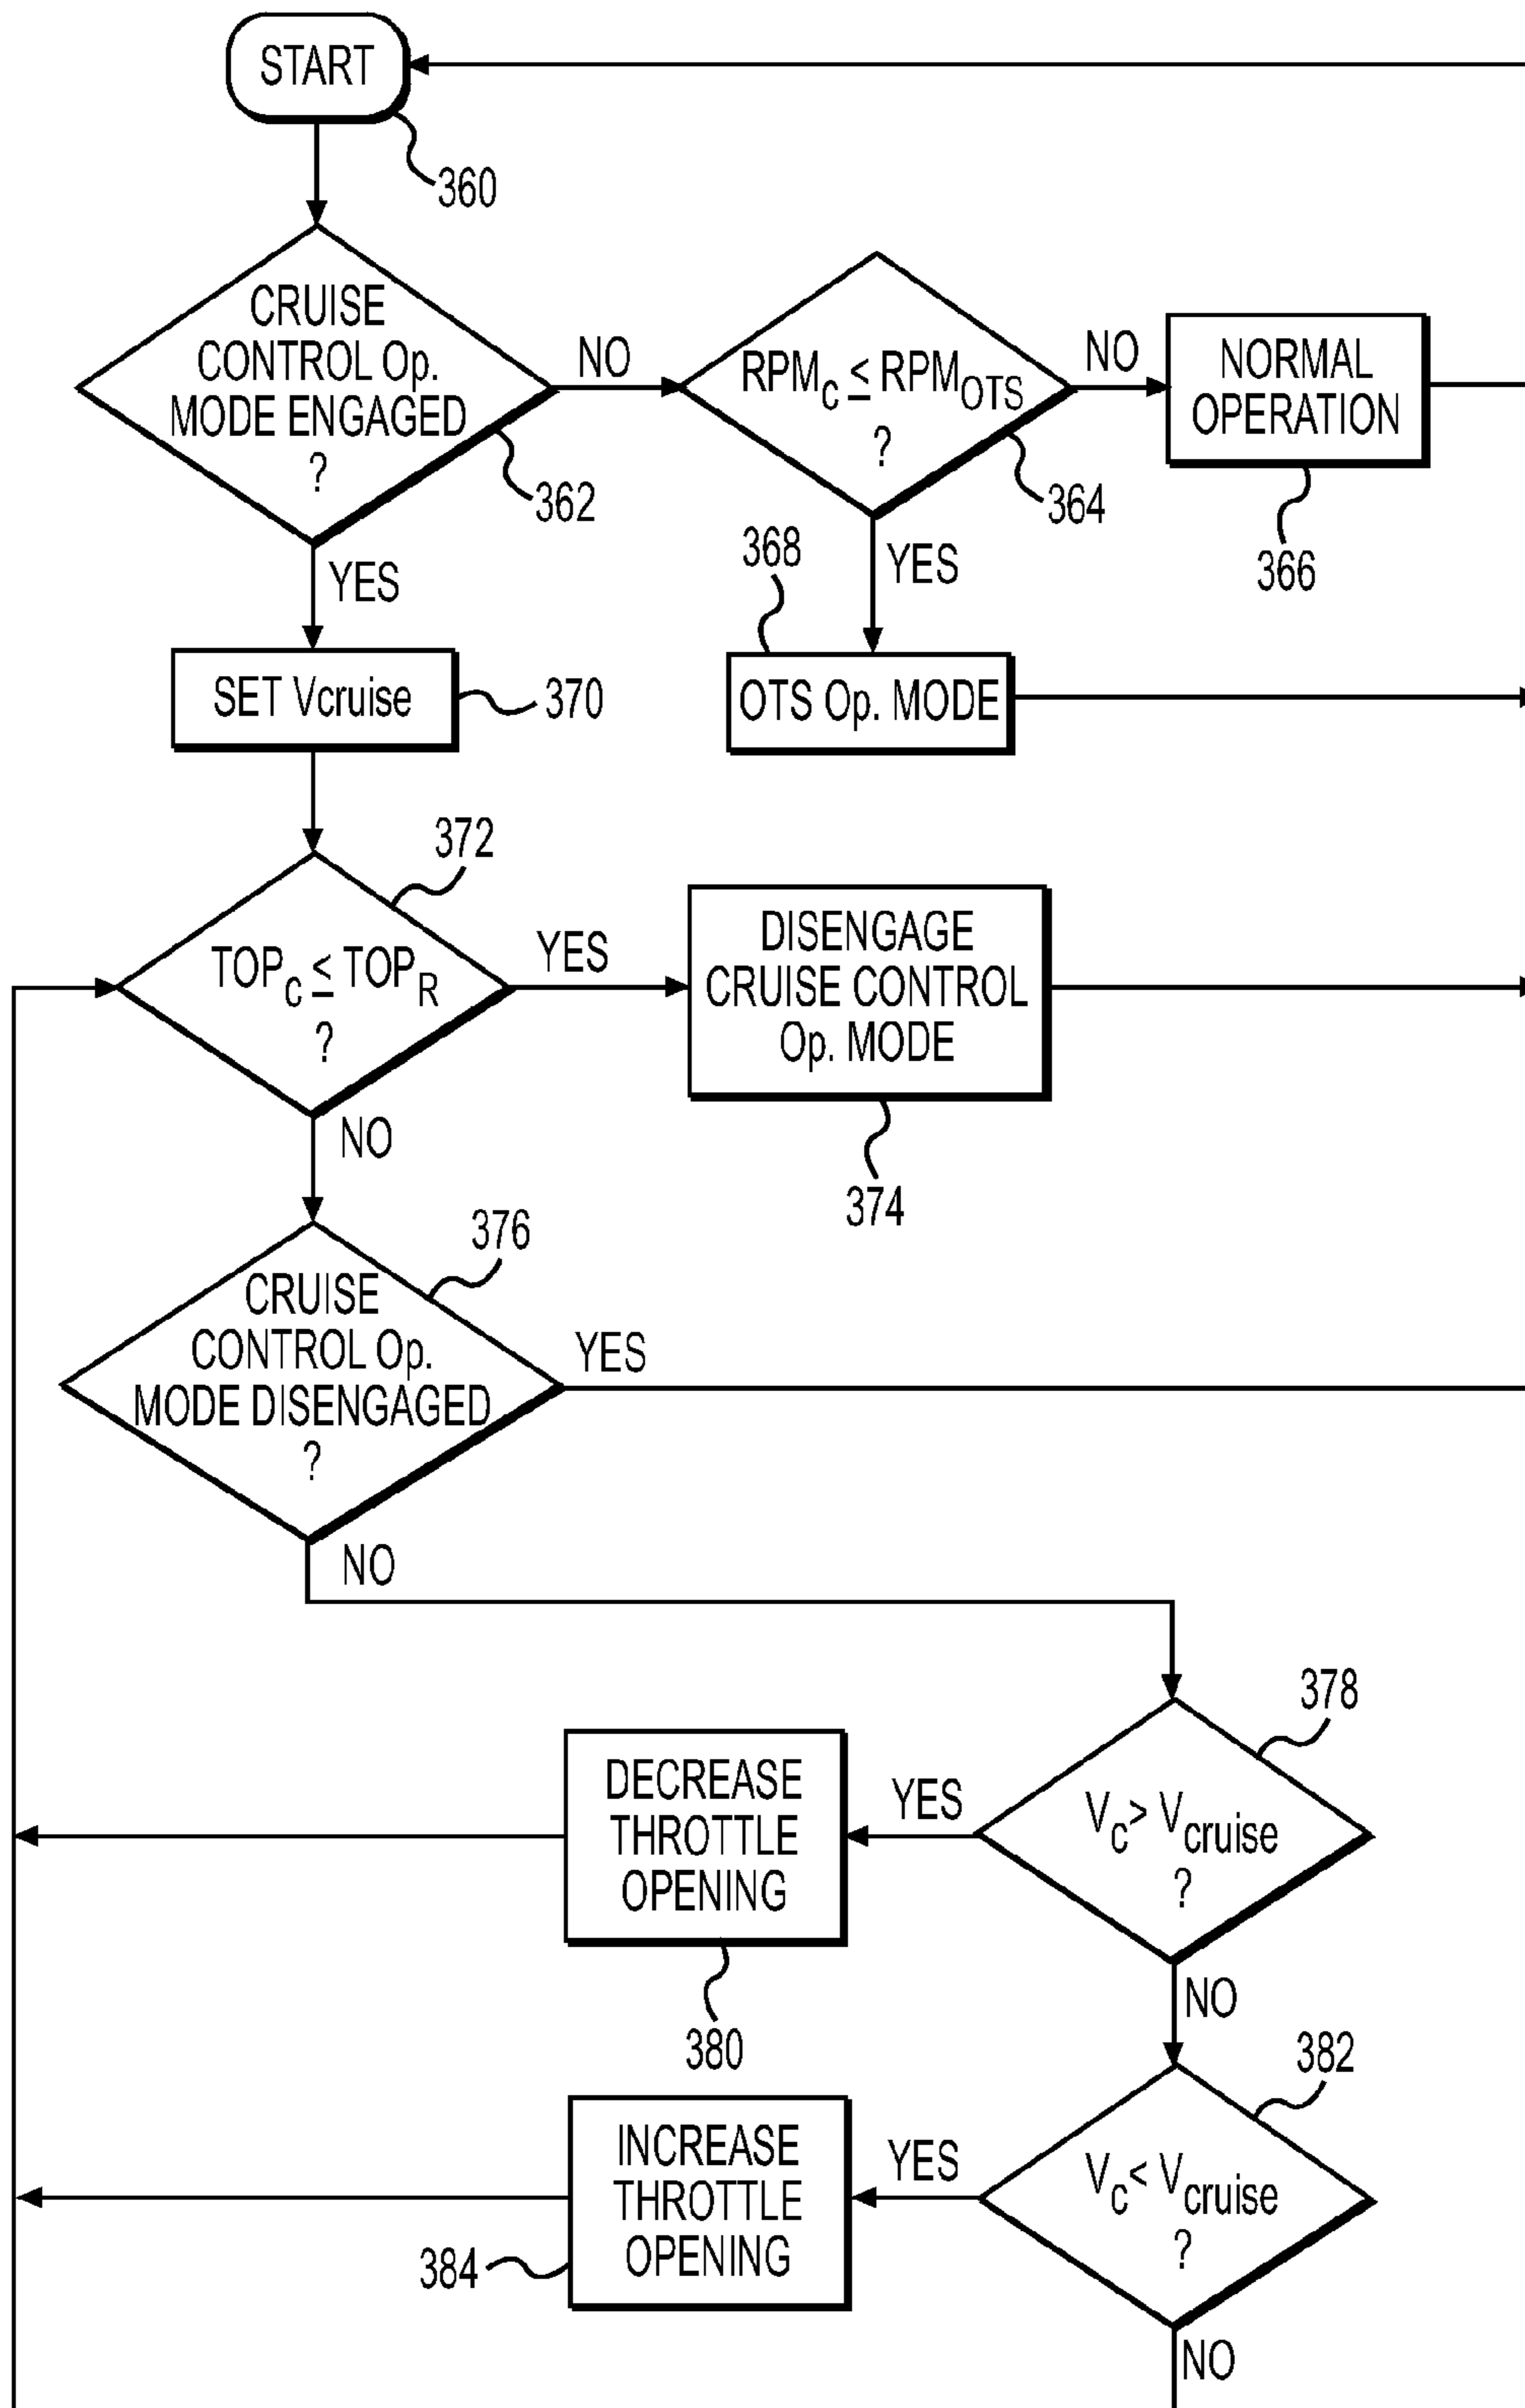 START
360
CRUISE
CONTROL Op.
MODE ENGAGED
?
362
NO
RPMc ≤ RPMOTS
?
364
NO
NORMAL
OPERATION
366
YES
368
YES
OTS Op. MODE
SET Vcruise
370
372
TOPc ≤ TOPR
?
YES
DISENGAGE
CRUISE CONTROL
Op. MODE
374
NO
376
CRUISE
CONTROL Op.
MODE DISENGAGED
?
YES
NO
378
Vc > Vcruise
?
YES
DECREASE
THROTTLE
OPENING
380
NO
382
Vc < Vcruise
?
YES
INCREASE
THROTTLE
OPENING
384
NO